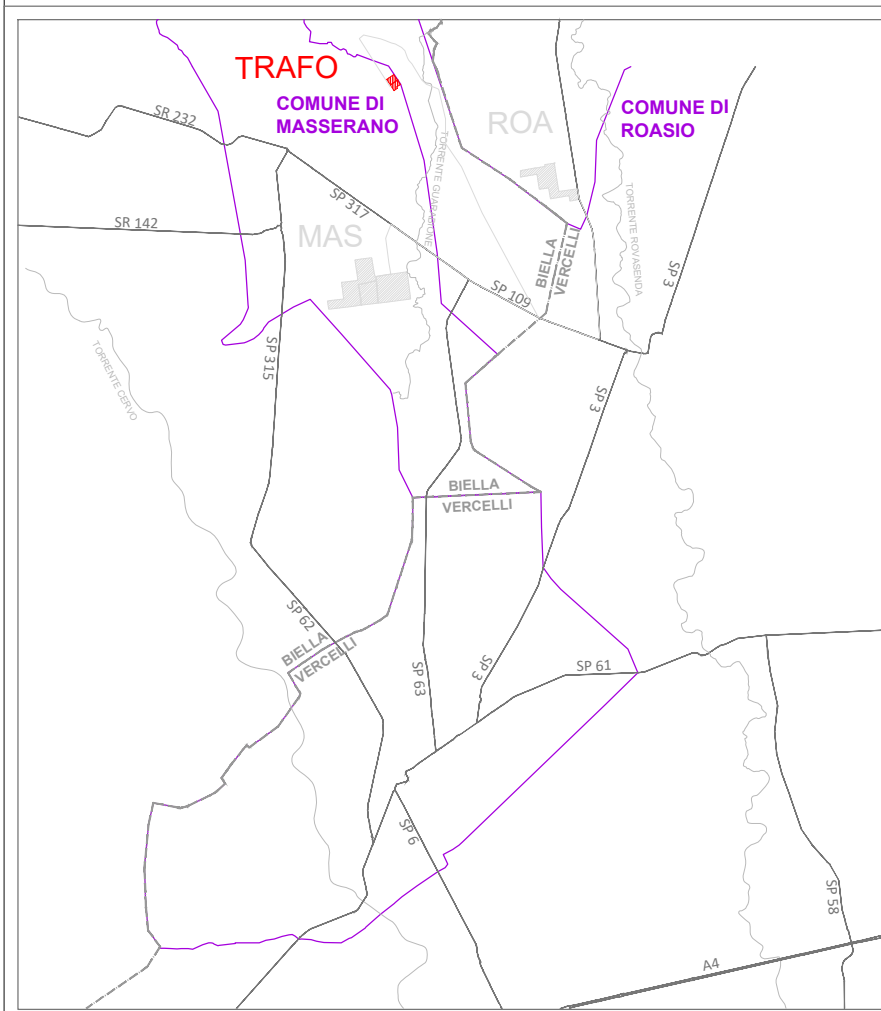 TRAFO
COMUNE DI
MASSERANO
ROA
COMUNE DI
ROASIO
SR 232
TORRENTE GUARABIONE
SP 317
TORRENTE ROVASENDA
SR 142
MAS
BIELLA
VERCELLI
SP 3
SP 109
TORRENTE CERVO
SP 315
SP 3
BIELLA
VERCELLI
SP 62
BIELLA
VERCELLI
SP 63
SP 3
SP 61
SP 6
SP 58
A4